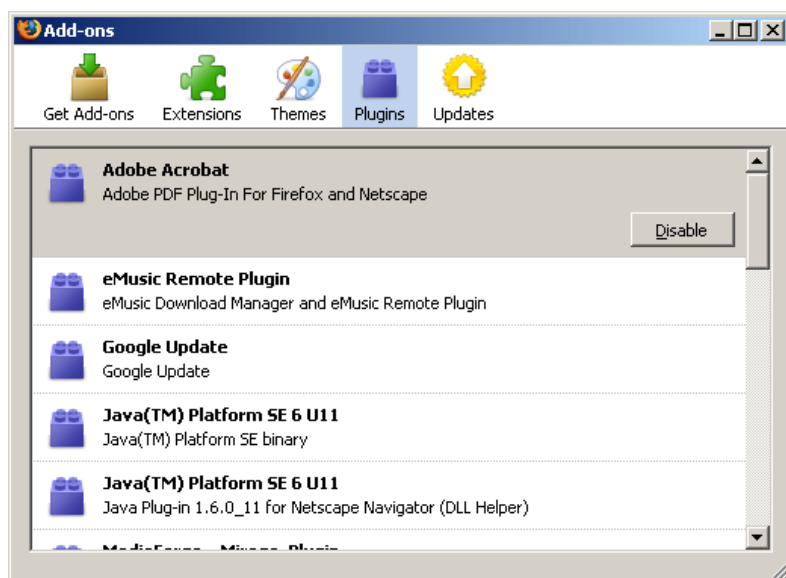 Add-ons
Get Add-ons Extensions Themes Plugins Updates
Adobe Acrobat
Adobe PDF Plug-In For Firefox and Netscape
Disable
eMusic Remote Plugin
eMusic Download Manager and eMusic Remote Plugin
Google Update
Google Update
Java(TM) Platform SE 6 U11
Java(TM) Platform SE binary
Java(TM) Platform SE 6 U11
Java Plug-in 1.6.0_11 for Netscape Navigator (DLL Helper)